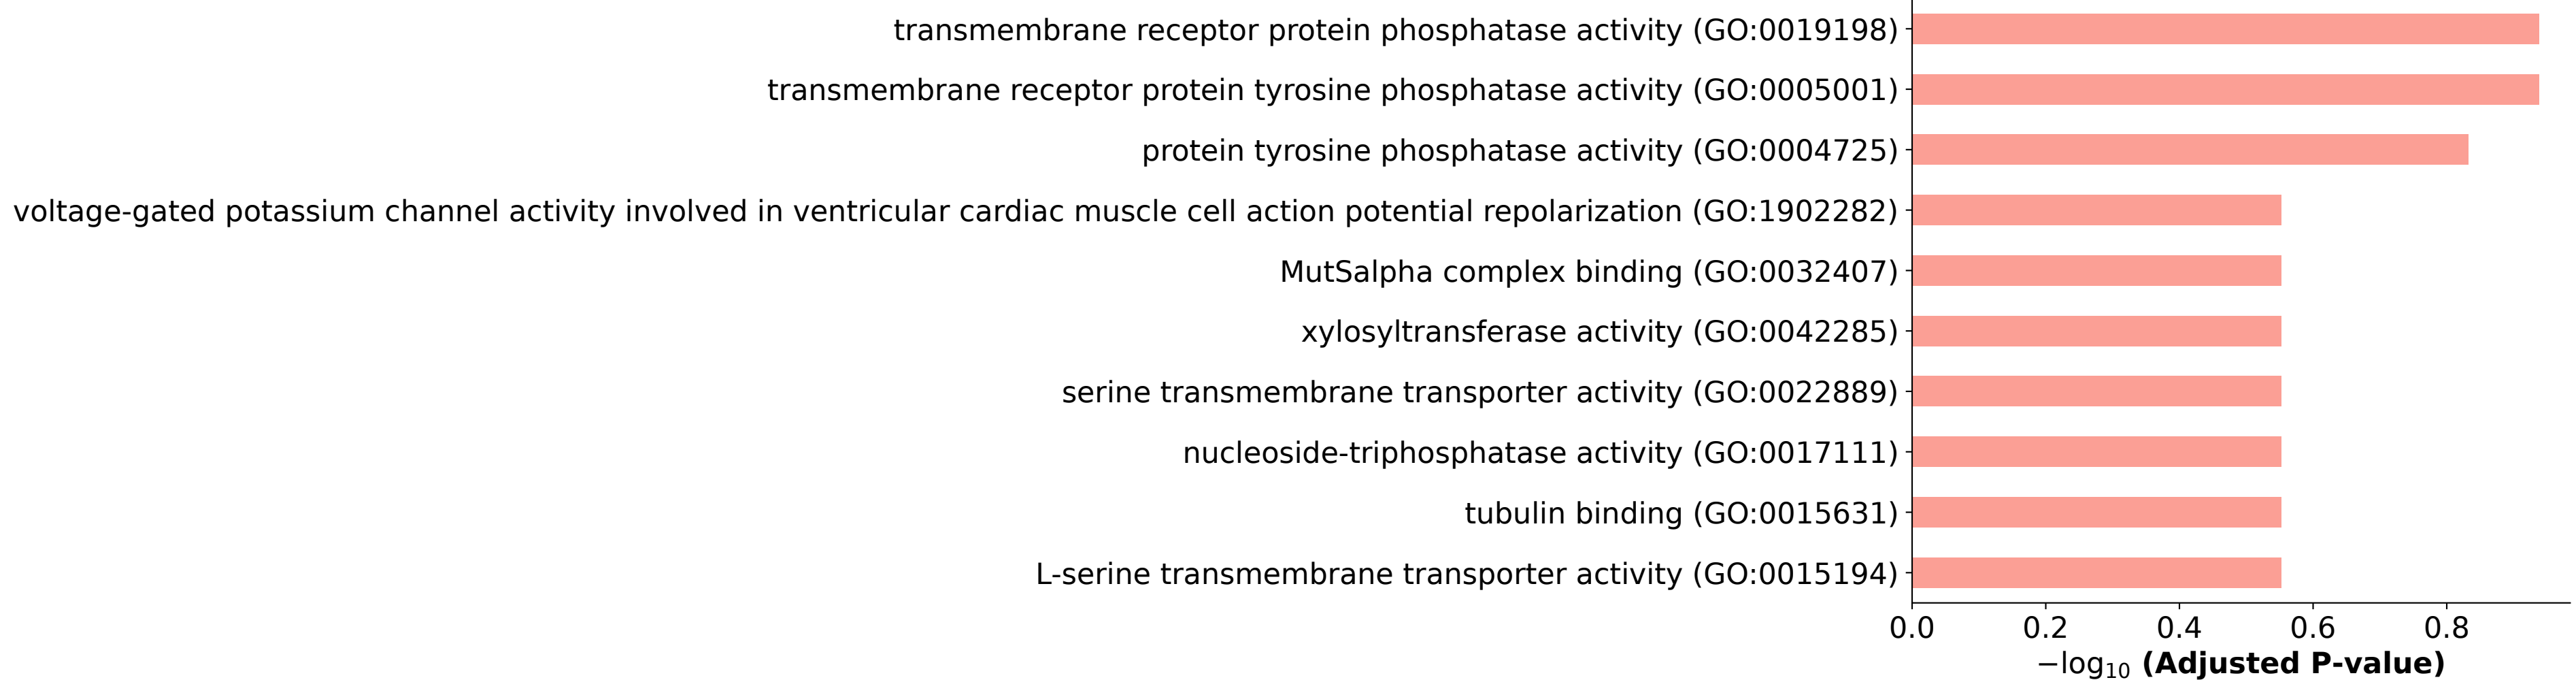 transmembrane receptor protein phosphatase activity (GO:0019198)
transmembrane receptor protein tyrosine phosphatase activity (GO:0005001)
protein tyrosine phosphatase activity (GO:0004725)
voltage-gated potassium channel activity involved in ventricular cardiac muscle cell action potential repolarization (GO:1902282)
MutSalpha complex binding (GO:0032407)
xylosyltransferase activity (GO:0042285)
serine transmembrane transporter activity (GO:0022889)
nucleoside-triphosphatase activity (GO:0017111)
tubulin binding (GO:0015631)
L-serine transmembrane transporter activity (GO:0015194)
0.0 0.2 0.4 0.6 0.8
−log₁₀ (Adjusted P-value)